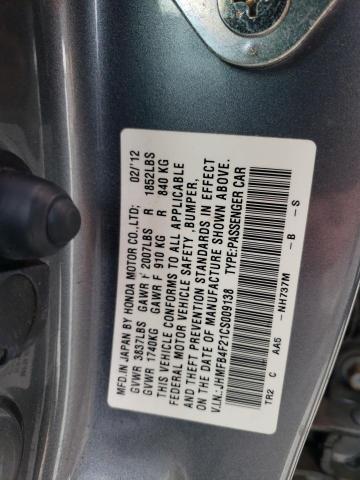 MFD. IN JAPAN BY HONDA MOTOR CO.,LTD. 02/'12
GVWR 3837LBS GAWR F 2007LBS R 1852LBS
GVWR 1740KG GAWR F 910 KG R 840 KG
THIS VEHICLE CONFORMS TO ALL APPLICABLE
FEDERAL MOTOR VEHICLE SAFETY ,BUMPER,
AND THEFT PREVENTION STANDARDS IN EFFECT
ON THE DATE OF MANUFACTURE SHOWN ABOVE.
V.I.N.:JHMFB4F21CS009138 TYPE:PASSENGER CAR
TR2 C AA5 -NH737M -B -S